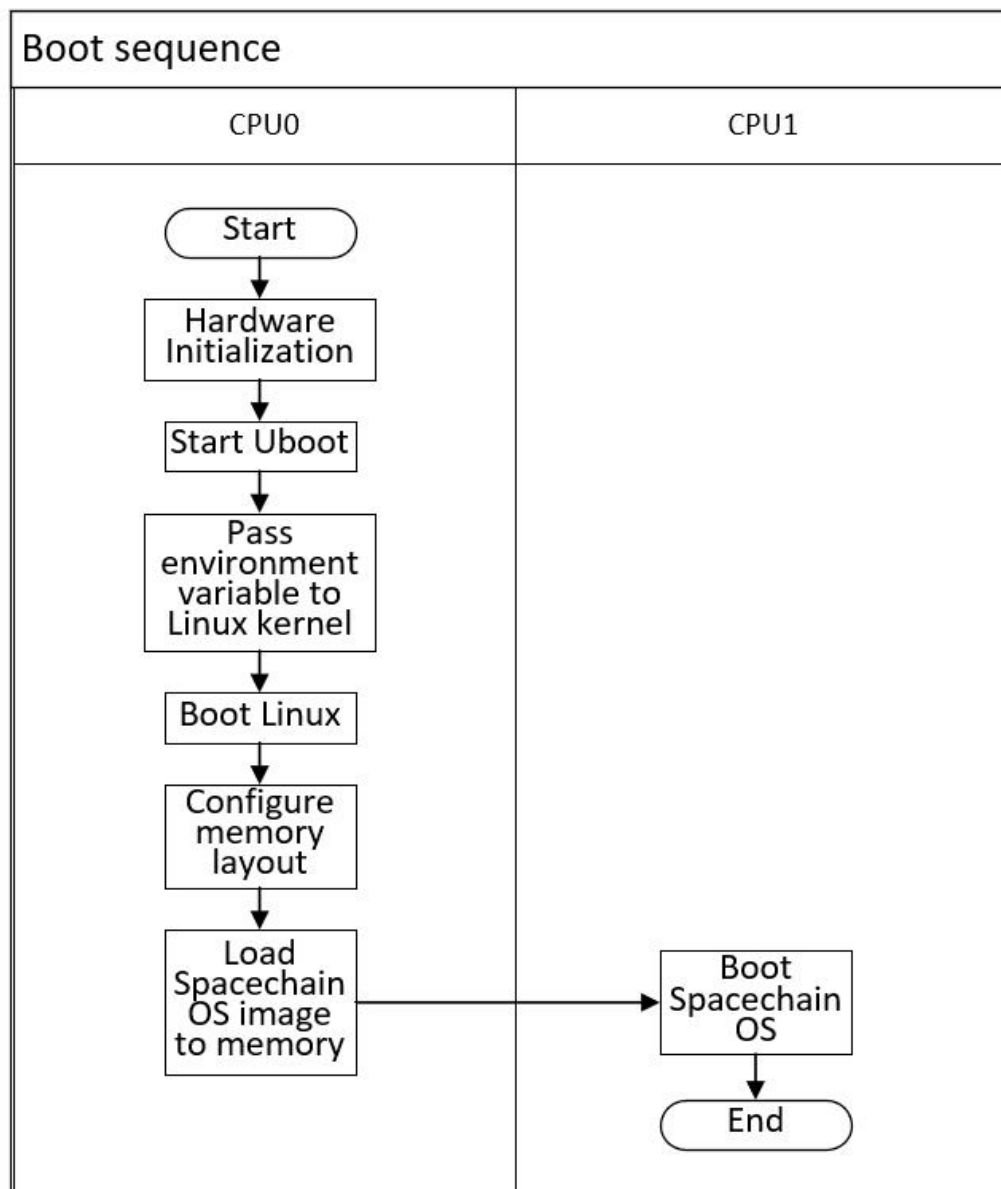 Boot sequence
CPU0
CPU1
Start
Hardware
Initialization
Start Uboot
Pass
environment
variable to
Linux kernel
Boot Linux
Configure
memory
layout
Load
Spacechain
OS image
to memory
Boot
Spacechain
OS
End